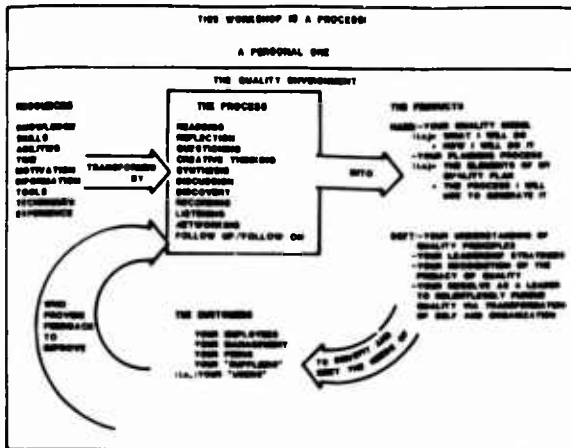 THIS WORKSHOP IS A PROCESS!
A PERSONAL ONE
THE QUALITY ENVIRONMENT
RESOURCES
KNOWLEDGE
SKILLS
ABILITIES
TIME
MOTIVATION
INFORMATION
TOOLS
TECHNIQUES
EXPERIENCE
TRANSFORMED
BY
THE PROCESS
READING
REFLECTION
QUESTIONING
CREATIVE THINKING
SYNTHESIS
DISCUSSION
DISCOVERY
RECORDING
LISTENING
NETWORKING
FOLLOW UP/FOLLOW ON
INTO
THE PRODUCTS
HARD--YOUR QUALITY MODEL
WHAT I WILL DO
• HOW I WILL DO IT
-YOUR PLANNING PROCESS
THE ELEMENTS OF MY
QUALITY PLAN
• THE PROCESS I WILL
USE TO GENERATE IT
SOFT--YOUR UNDERSTANDING OF
QUALITY PRINCIPLES
-YOUR LEADERSHIP STRATEGY
-YOUR RECOGNITION OF THE
PRIMACY OF QUALITY
-YOUR RESOLVE AS A LEADER
TO RELENTLESSLY PURSUE
QUALITY VIA TRANSFORMATION
OF SELF AND ORGANIZATION
TO BENEFIT AND
MEET THE NEEDS OF
THE CUSTOMERS
YOUR EMPLOYEES
YOUR MANAGEMENT
YOUR PEERS
YOUR "SUPPLIERS"
YOUR "USERS"
WHO
PROVIDE
FEEDBACK
TO
IMPROVE